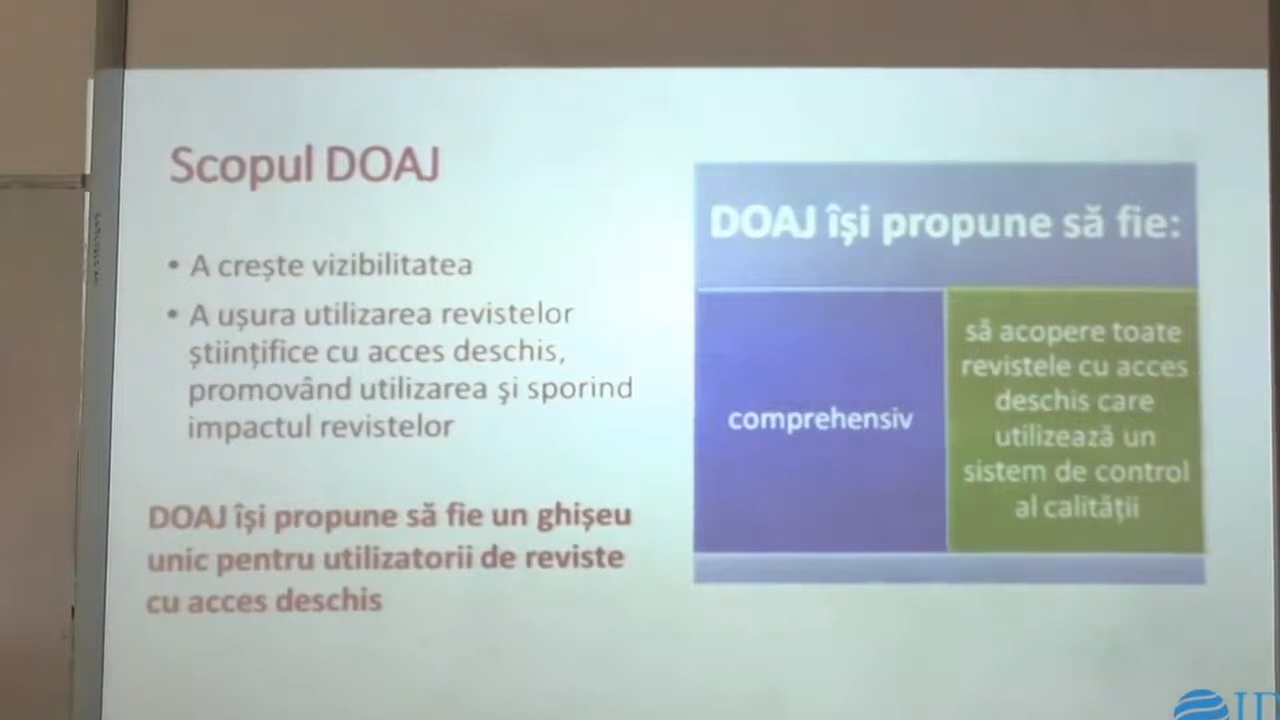 Scopul DOAJ
• A crește vizibilitatea
• A ușura utilizarea revistelor
științifice cu acces deschis,
promovând utilizarea și sporind
impactul revistelor
DOAJ își propune să fie un ghișeu
unic pentru utilizatorii de reviste
cu acces deschis
DOAJ își propune să fie:
comprehensiv
să acopere toate
revistele cu acces
deschis care
utilizează un
sistem de control
al calității